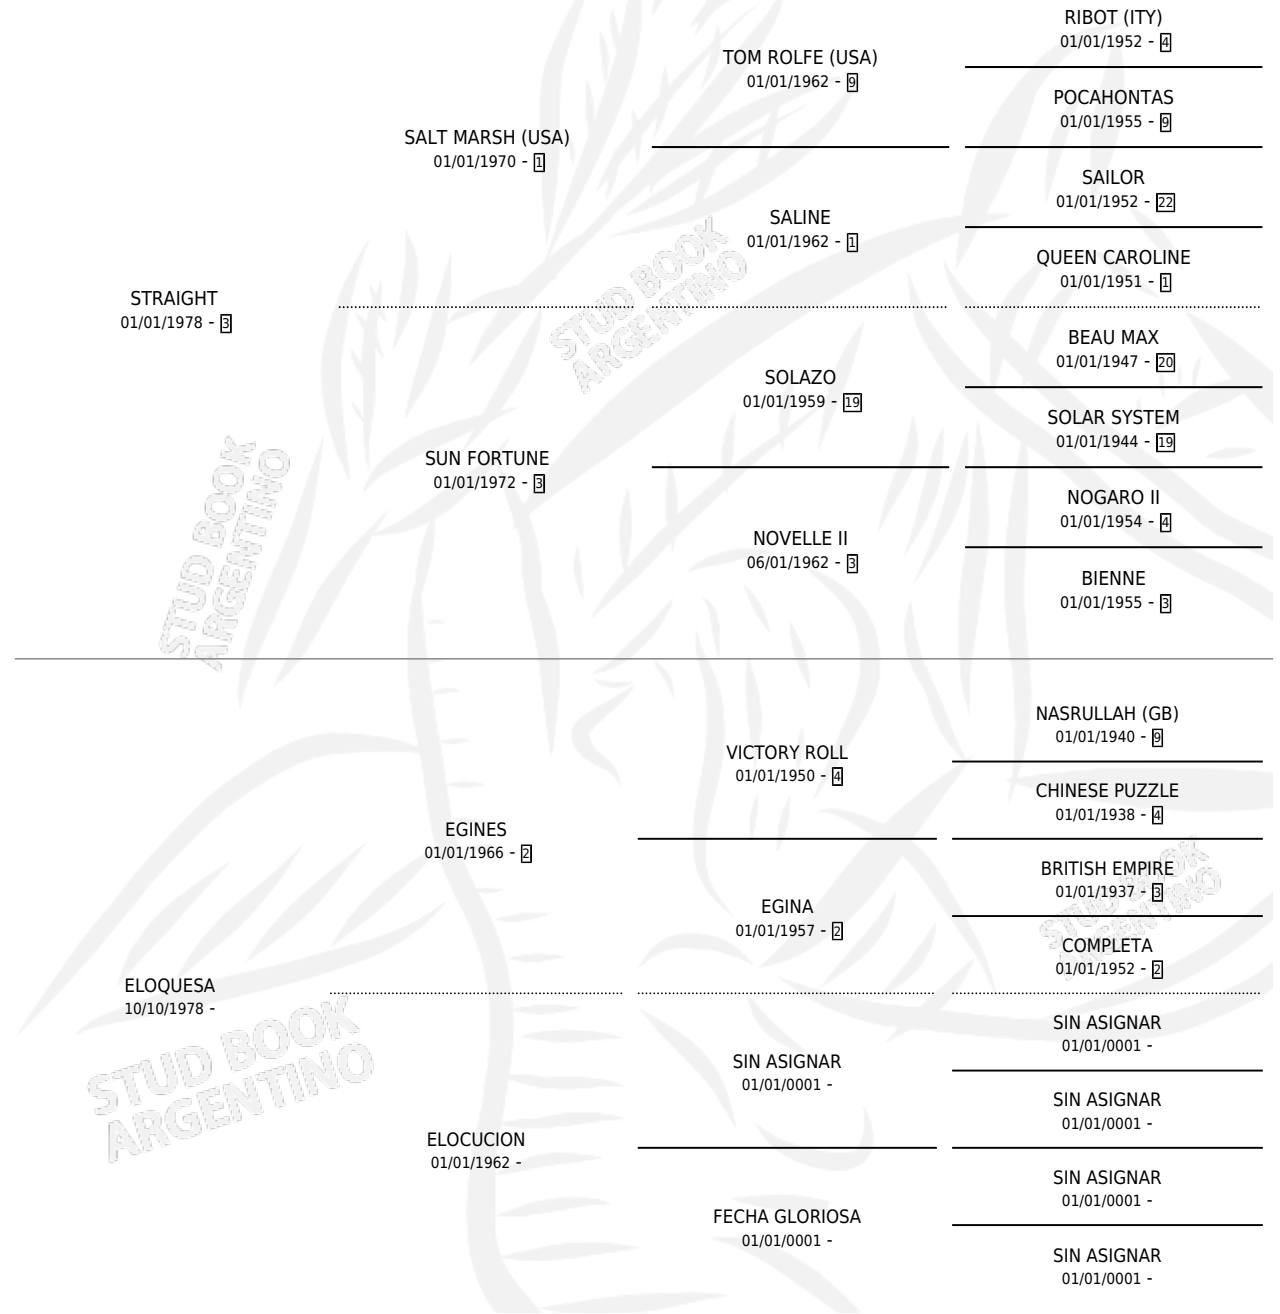 RIBOT (ITY)
01/01/1952 - 4
TOM ROLFE (USA)
01/01/1962 - 9
POCAHONTAS
01/01/1955 - 9
SALT MARSH (USA)
01/01/1970 - 1
SAILOR
01/01/1952 - 22
SALINE
01/01/1962 - 1
QUEEN CAROLINE
01/01/1951 - 1
STRAIGHT
01/01/1978 - 3
BEAU MAX
01/01/1947 - 20
SOLAZO
01/01/1959 - 19
SOLAR SYSTEM
01/01/1944 - 19
SUN FORTUNE
01/01/1972 - 3
NOGARO II
01/01/1954 - 4
NOVELLE II
06/01/1962 - 3
BIENNE
01/01/1955 - 3
NASRULLAH (GB)
01/01/1940 - 9
VICTORY ROLL
01/01/1950 - 4
CHINESE PUZZLE
01/01/1938 - 4
EGINES
01/01/1966 - 2
BRITISH EMPIRE
01/01/1937 - 3
EGINA
01/01/1957 - 2
COMPLETA
01/01/1952 - 2
ELOQUESA
10/10/1978 -
SIN ASIGNAR
01/01/0001 -
SIN ASIGNAR
01/01/0001 -
SIN ASIGNAR
01/01/0001 -
ELOCUCION
01/01/1962 -
SIN ASIGNAR
01/01/0001 -
FECHA GLORIOSA
01/01/0001 -
SIN ASIGNAR
01/01/0001 -
STUD BOOK
ARGENTINO
STUD BOOK
ARGENTINO
STUD BOOK
ARGENTINO
STUD BOOK
ARGENTINO